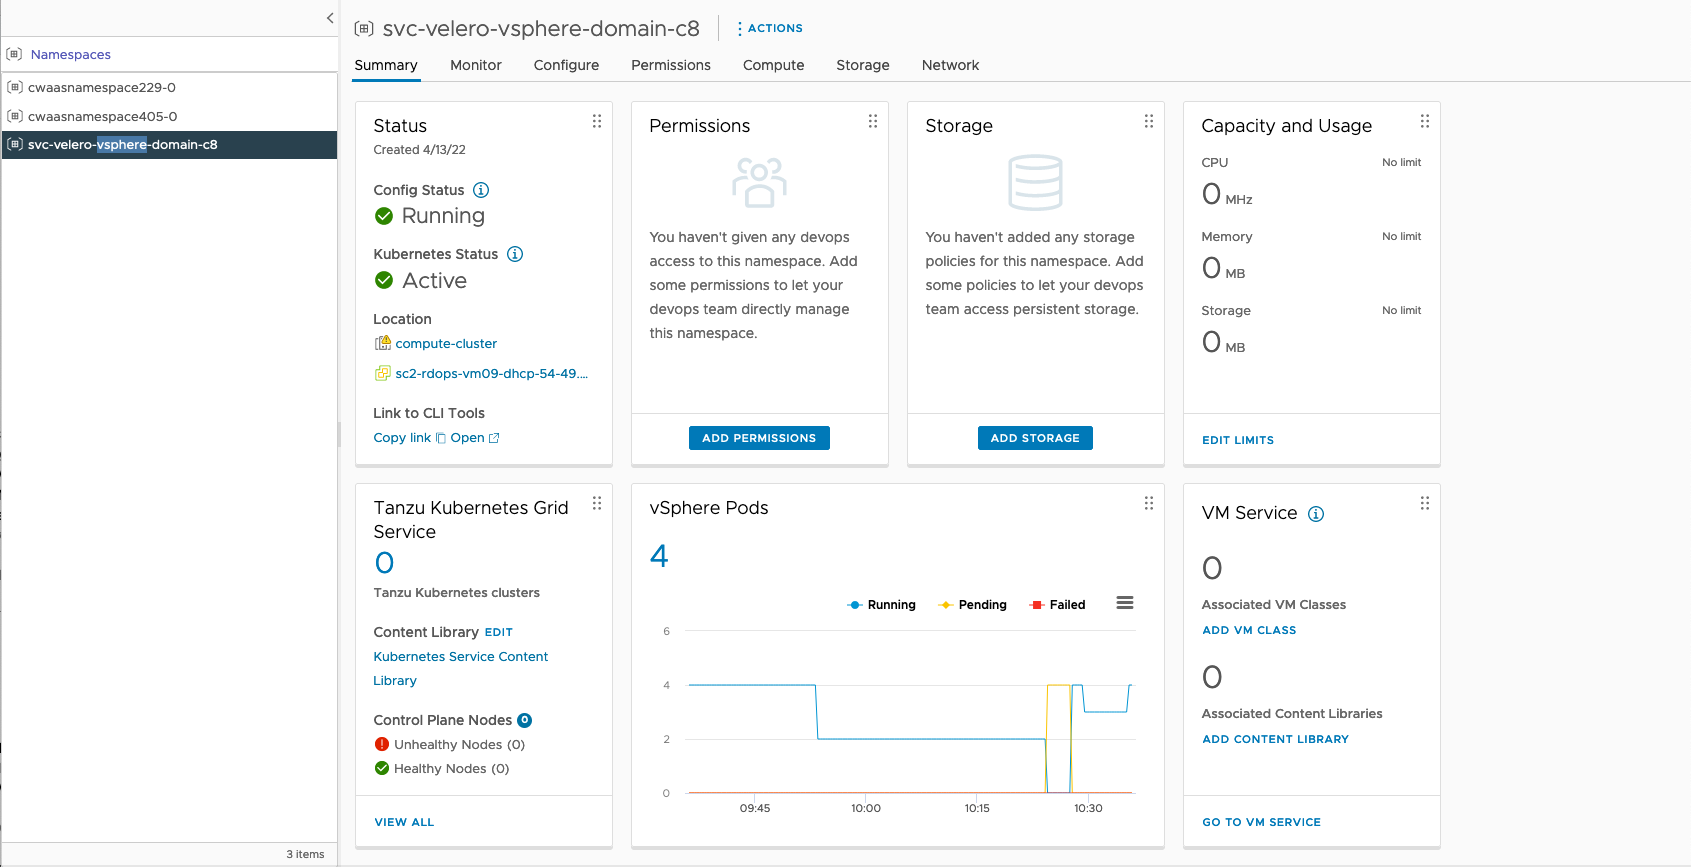 Namespaces
cwaasnamespace229-0
cwaasnamespace405-0
svc-velero-vsphere-domain-c8
3 items
svc-velero-vsphere-domain-c8
ACTIONS
Summary Monitor Configure Permissions Compute Storage Network
Status
Created 4/13/22
Config Status
Running
Kubernetes Status
Active
Location
compute-cluster
sc2-rdops-vm09-dhcp-54-49....
Link to CLI Tools
Copy link Open
Permissions
You haven't given any devops
access to this namespace. Add
some permissions to let your
devops team directly manage
this namespace.
ADD PERMISSIONS
Storage
You haven't added any storage
policies for this namespace. Add
some policies to let your devops
team access persistent storage.
ADD STORAGE
Capacity and Usage
CPU No limit
0 MHz
Memory No limit
0 MB
Storage No limit
0 MB
EDIT LIMITS
Tanzu Kubernetes Grid
Service
0
Tanzu Kubernetes clusters
Content Library EDIT
Kubernetes Service Content
Library
Control Plane Nodes 0
Unhealthy Nodes (0)
Healthy Nodes (0)
VIEW ALL
vSphere Pods
4
Running Pending Failed
6
4
2
0
09:45 10:00 10:15 10:30
VM Service
0
Associated VM Classes
ADD VM CLASS
0
Associated Content Libraries
ADD CONTENT LIBRARY
GO TO VM SERVICE